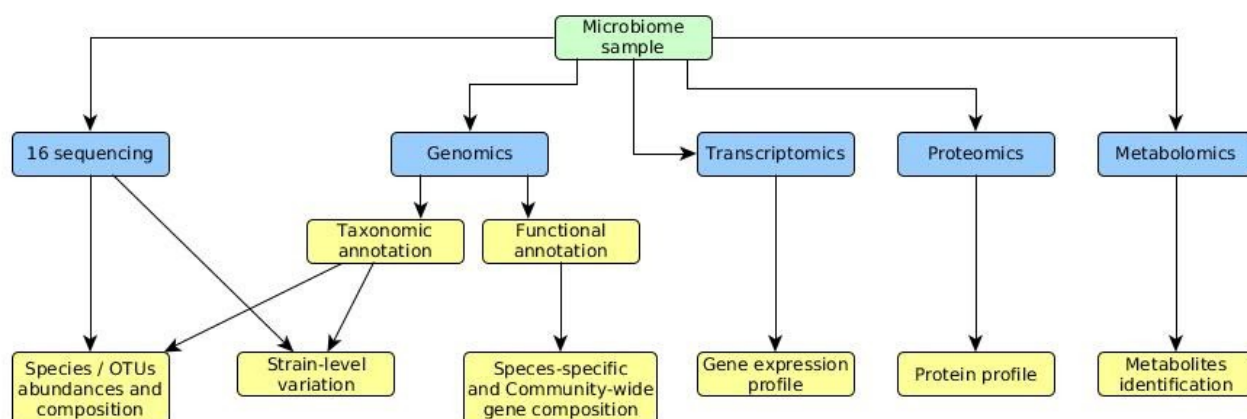 Microbiome
sample
16 sequencing
Genomics
Transcriptomics
Proteomics
Metabolomics
Taxonomic
annotation
Functional
annotation
Species / OTUs
abundances and
composition
Strain-level
variation
Speces-specific
and Community-wide
gene composition
Gene expression
profile
Protein profile
Metabolites
identification